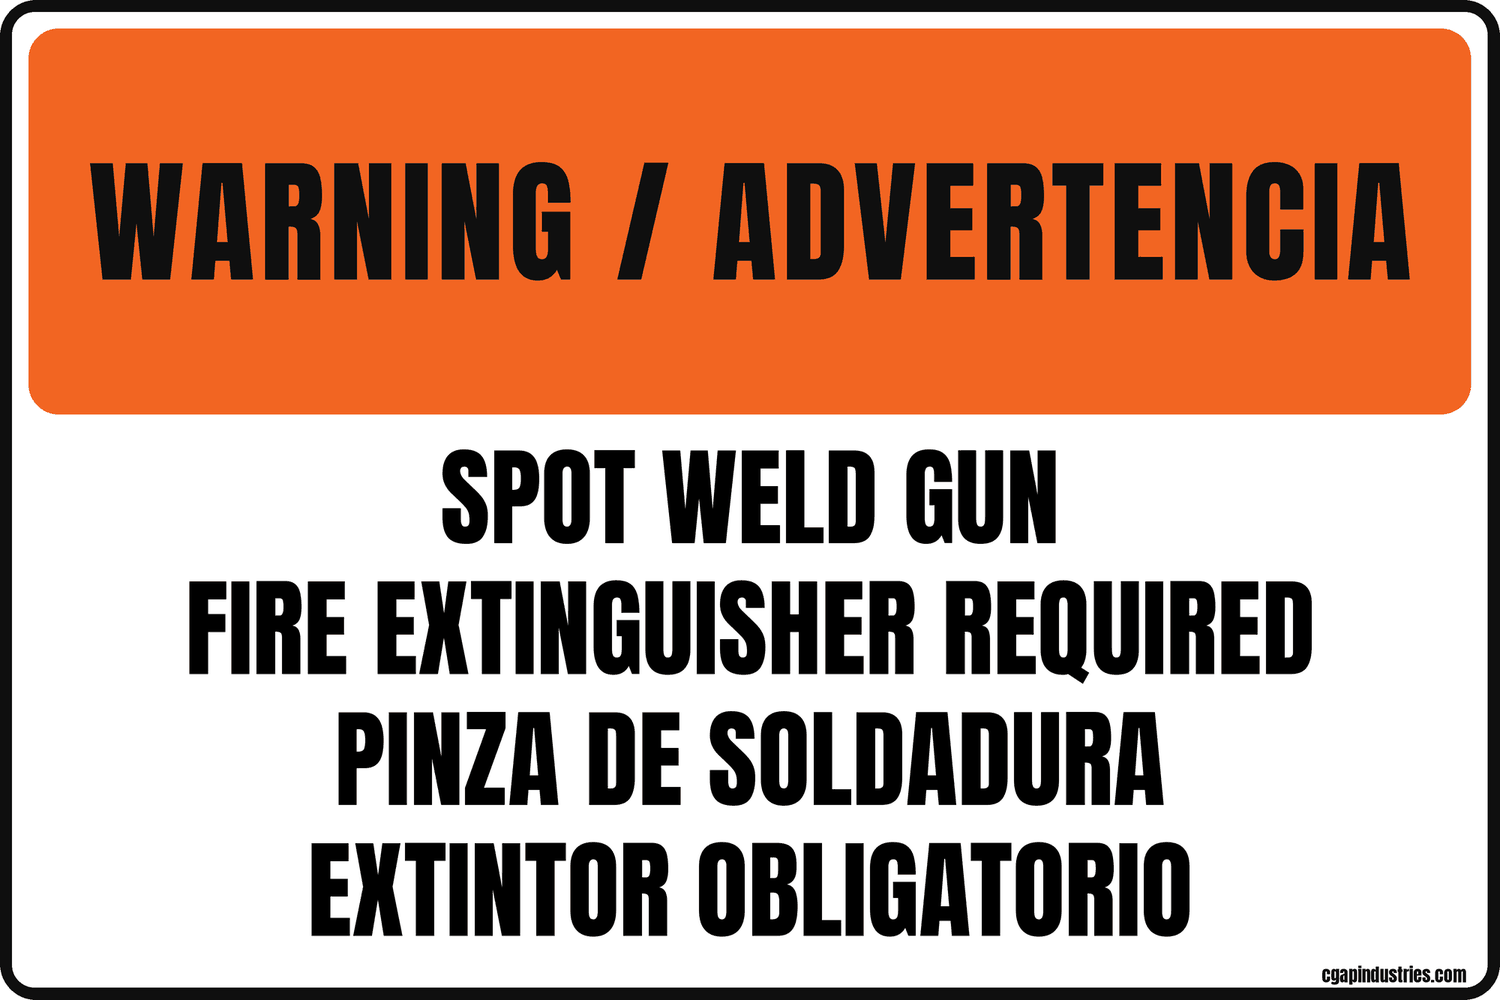 WARNING / ADVERTENCIA
SPOT WELD GUN
FIRE EXTINGUISHER REQUIRED
PINZA DE SOLDADURA
EXTINTOR OBLIGATORIO
cgapindustries.com